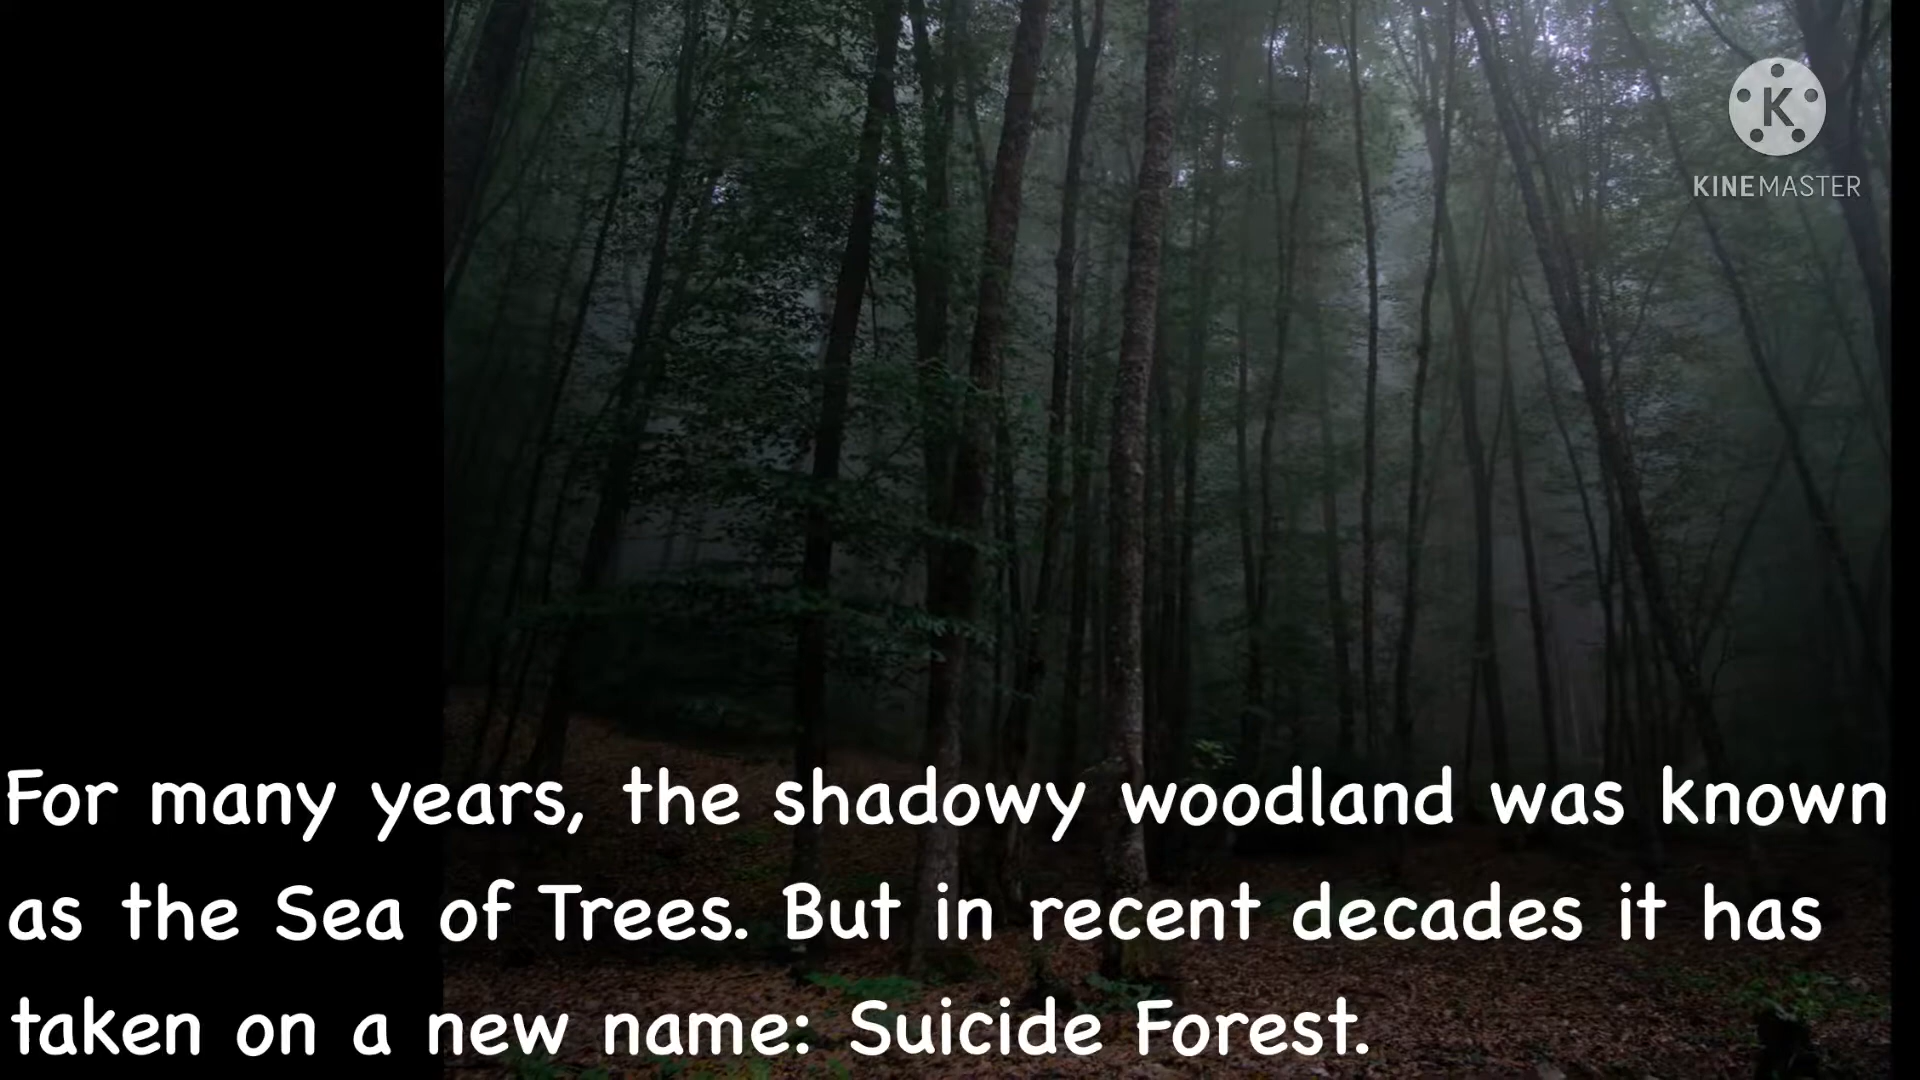 K
KINEMASTER
For many years, the shadowy woodland was known
as the Sea of Trees. But in recent decades it has
taken on a new name: Suicide Forest.